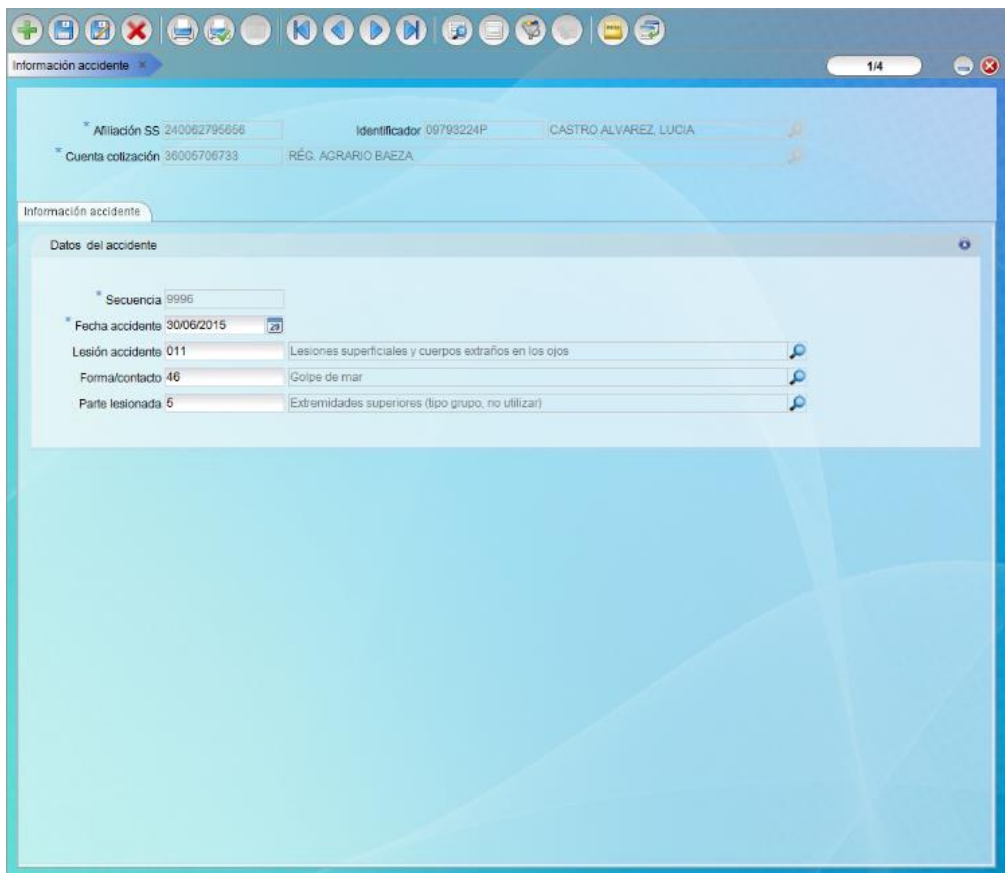 Información accidente
1/4
* Afiliación SS 240062795656 Identificador 09793224P CASTRO ALVAREZ, LUCIA
* Cuenta cotización 36005706733 RÉG. AGRARIO BAEZA
Información accidente
Datos del accidente
* Secuencia 9996
* Fecha accidente 30/06/2015
Lesión accidente 011 Lesiones superficiales y cuerpos extraños en los ojos
Forma/contacto 46 Golpe de mar
Parte lesionada 5 Extremidades superiores (tipo grupo, no utilizar)